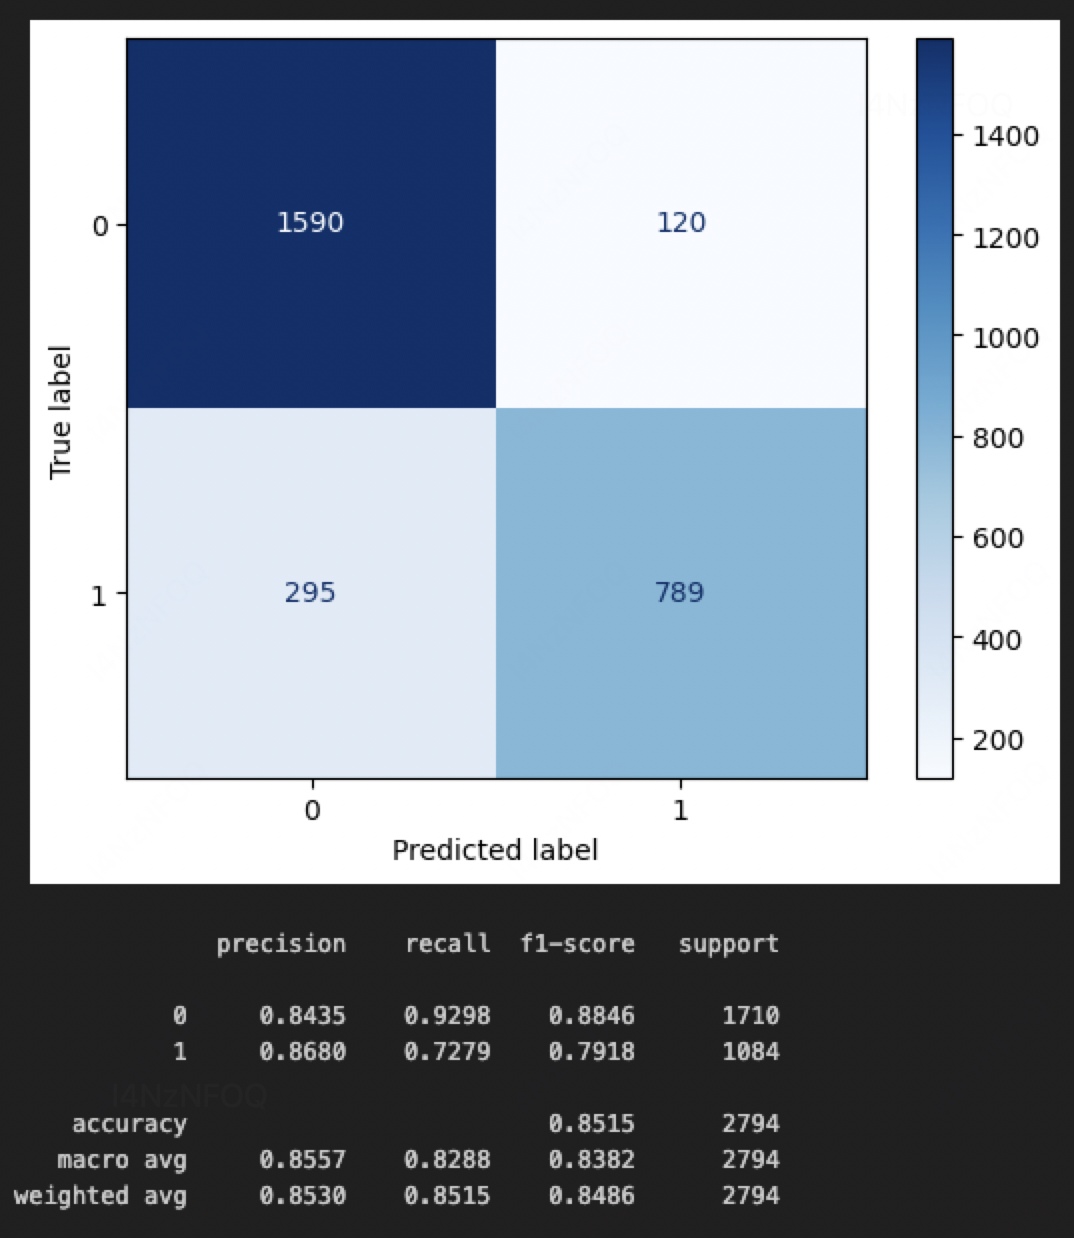 1400
1200
1000
800
600
400
200
0
1590
120
1
295
789
True label
0
1
Predicted label
precision recall f1-score support
0 0.8435 0.9298 0.8846 1710
1 0.8680 0.7279 0.7918 1084
I4NzNFOQ
accuracy 0.8515 2794
macro avg 0.8557 0.8288 0.8382 2794
weighted avg 0.8530 0.8515 0.8486 2794